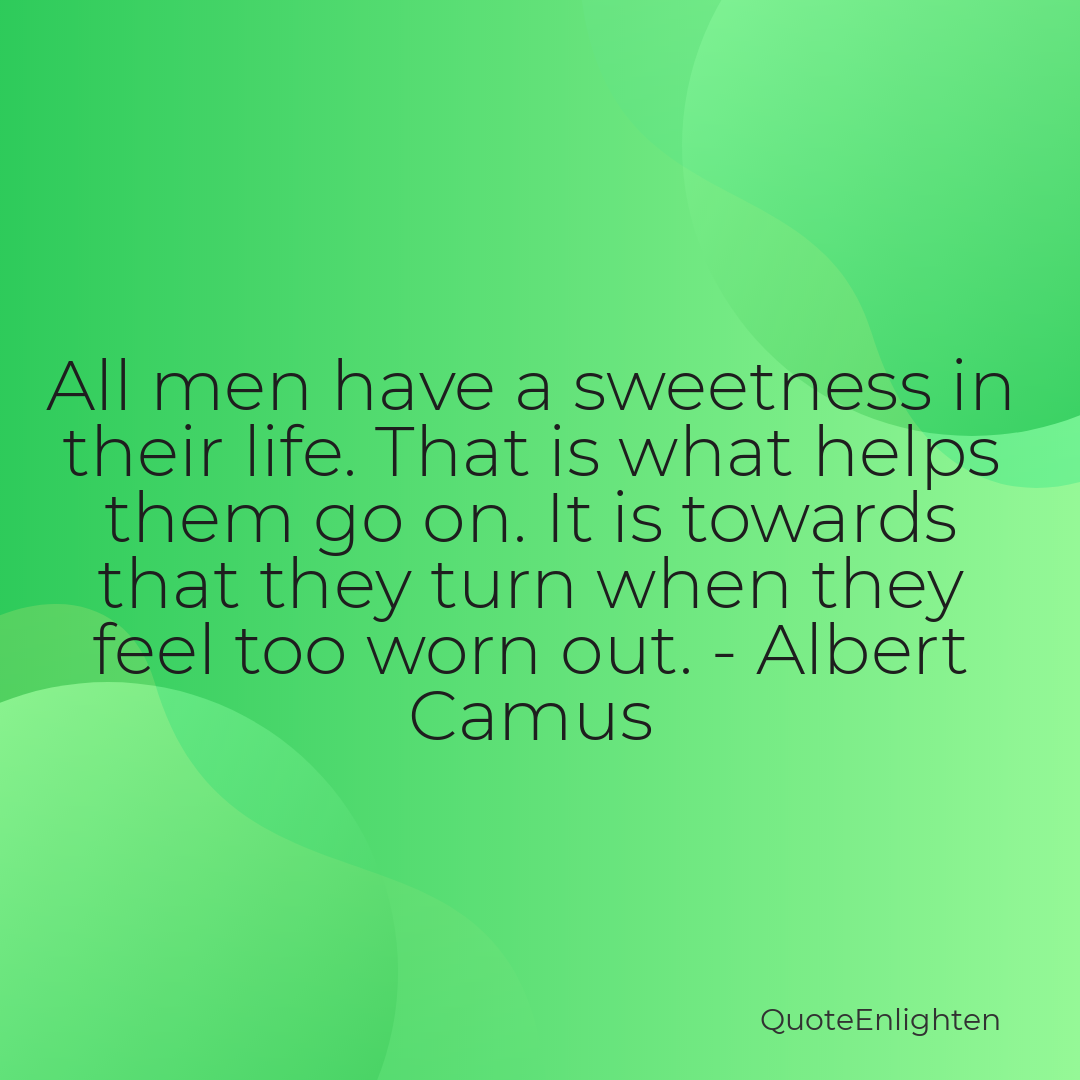 All men have a sweetness in
their life. That is what helps
them go on. It is towards
that they turn when they
feel too worn out. - Albert
Camus
QuoteEnlighten